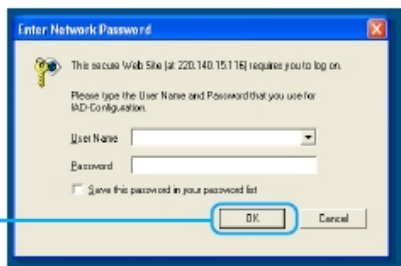 Enter Network Password
This secure Web Site (at 220.140.15.116) requires you to log on.
Please type the User Name and Password that you use for
IAD-Configuration.
User Name
Password
Save this password in your password list
OK
Cancel